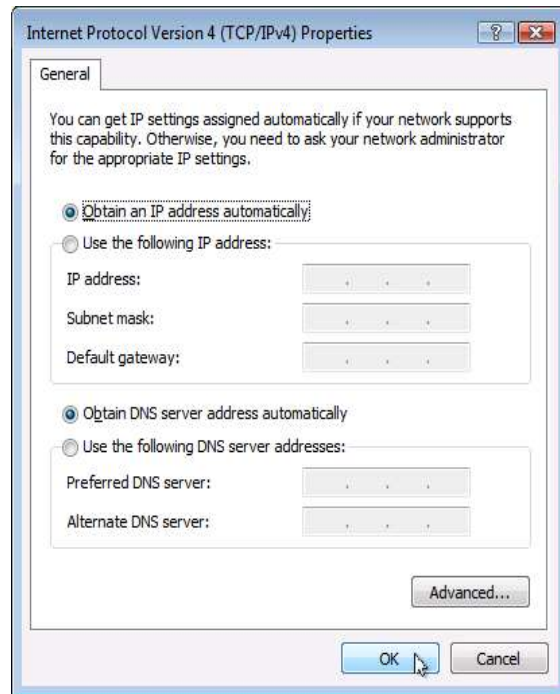 Internet Protocol Version 4 (TCP/IPv4) Properties
General
You can get IP settings assigned automatically if your network supports
this capability. Otherwise, you need to ask your network administrator
for the appropriate IP settings.
Obtain an IP address automatically
Use the following IP address:
IP address:
Subnet mask:
Default gateway:
Obtain DNS server address automatically
Use the following DNS server addresses:
Preferred DNS server:
Alternate DNS server:
Advanced...
OK
Cancel